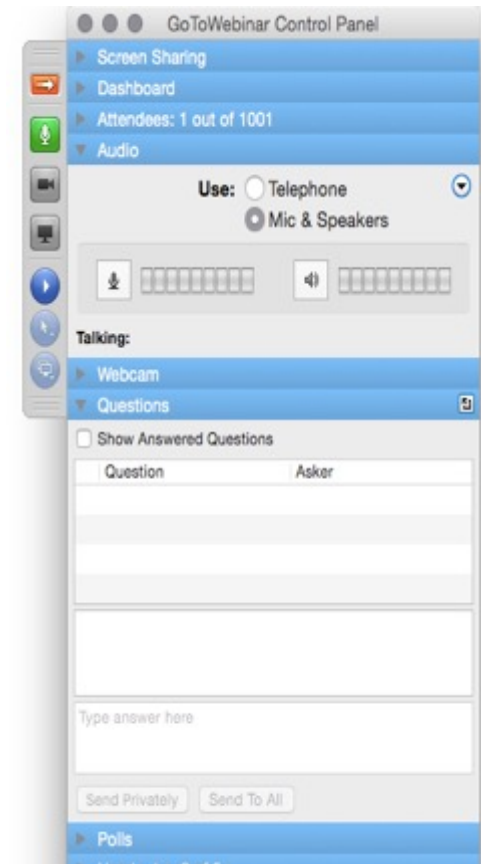 GoToWebinar Control Panel
Screen Sharing
Dashboard
Attendees: 1 out of 1001
Audio
Use: Telephone
Mic & Speakers
Talking:
Webcam
Questions
Show Answered Questions
Question Asker
Type answer here
Send Privately Send To All
Polls